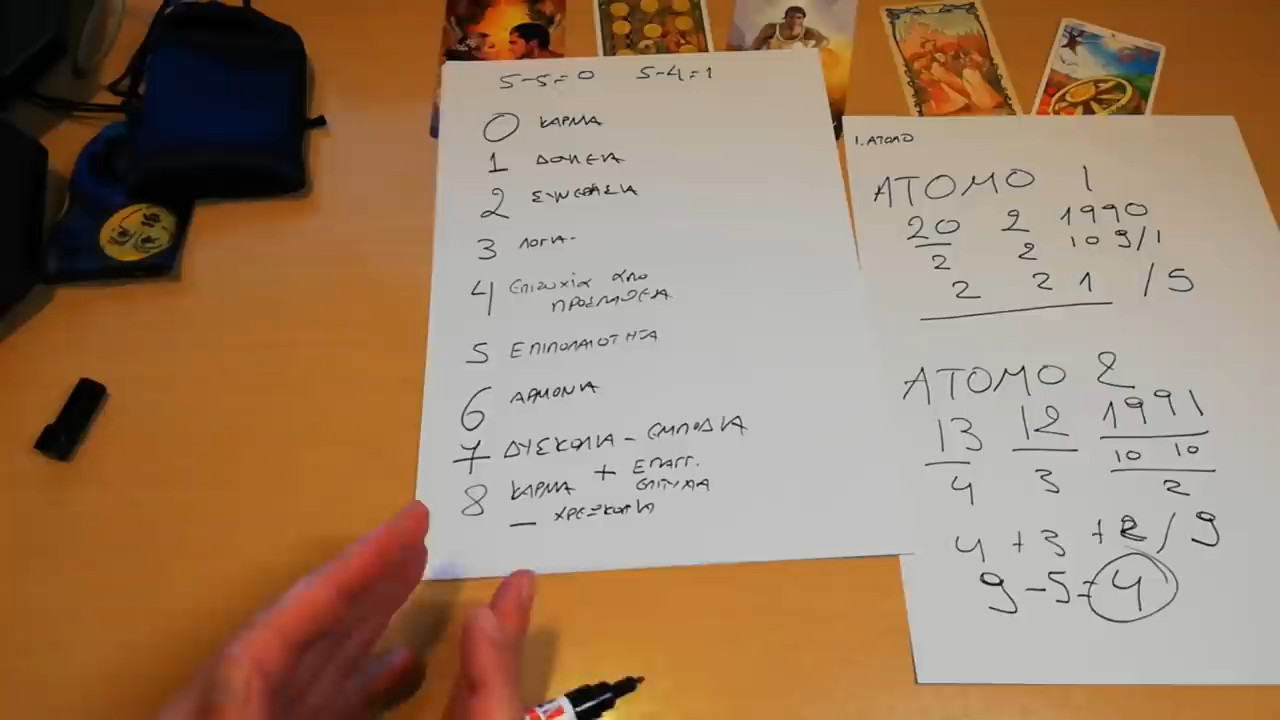 5-5=0 5-4=1
0 ΚΑΡΜΑ
1 ΔΟΥΛΕΙΑ
2 ΣΥΝΕΡΓΑΣΙΑ
3 ΛΟΓΙΑ-
4 Επιτυχία από
ΠΡΟΣΠΑΘΕΙΑ
5 ΕΠΙΠΟΛΑΙΟΤΗΤΑ
6 ΑΡΜΟΝΙΑ
7 ΔΥΣΚΟΛΙΑ - ΕΜΠΟΔΙΑ
8 ΚΑΡΜΑ + ΕΠΑΓΓ.
ΕΠΙΤΥΧΙΑ
- ΧΡΕΟΚΟΠΙΑ
1. ΑΤΟΜΟ
ΑΤΟΜΟ 1
20 2 1990
2 2 10 9/1
2 2 1 /5
ΑΤΟΜΟ 2
13 12 1991
10 10
4 3 2
4 +3 +2 / 9
9-5=4